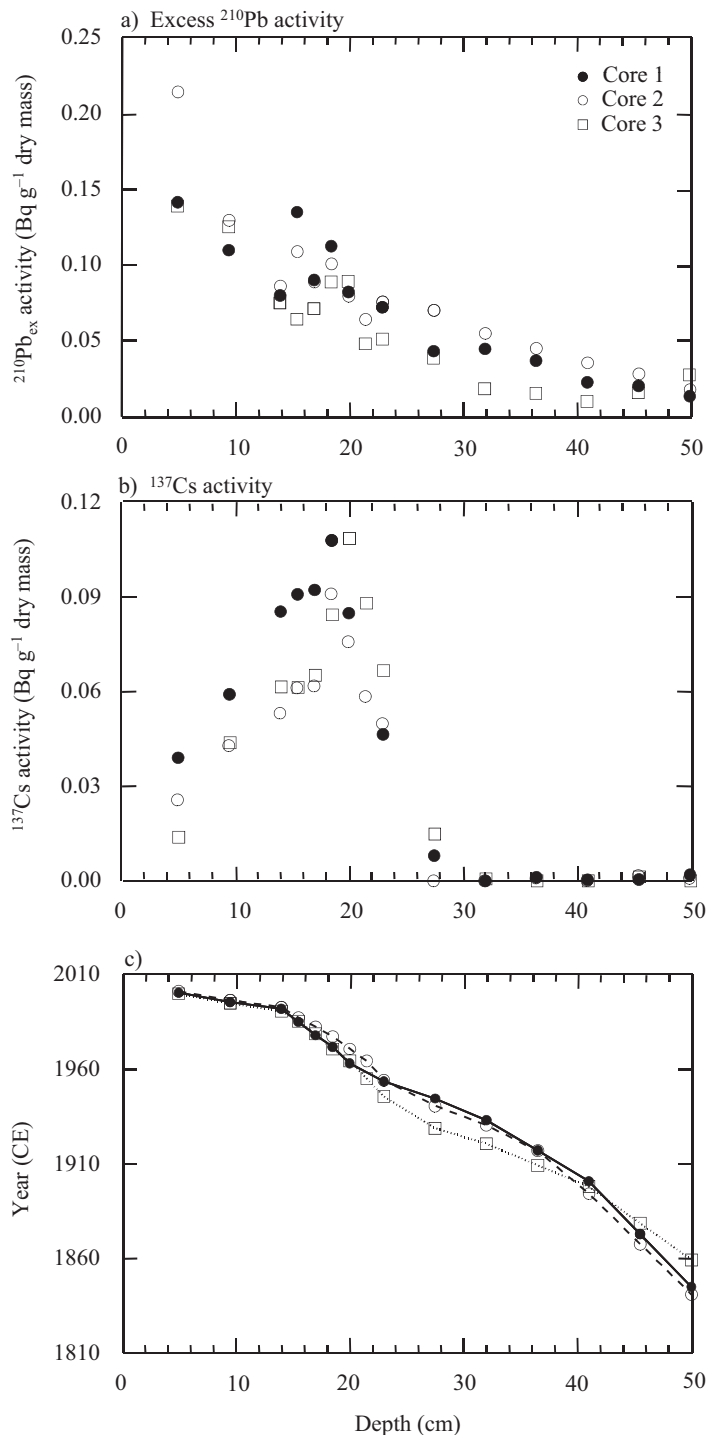 a) Excess ²¹⁰Pb activity
0.25
0.20
0.15
0.10
0.05
0.00
²¹⁰Pbₑₓ activity (Bq g⁻¹ dry mass)
Core 1
Core 2
Core 3
0 10 20 30 40 50
b) ¹³⁷Cs activity
0.12
0.09
0.06
0.03
0.00
¹³⁷Cs activity (Bq g⁻¹ dry mass)
0 10 20 30 40 50
c)
2010
1960
1910
1860
1810
Year (CE)
0 10 20 30 40 50
Depth (cm)